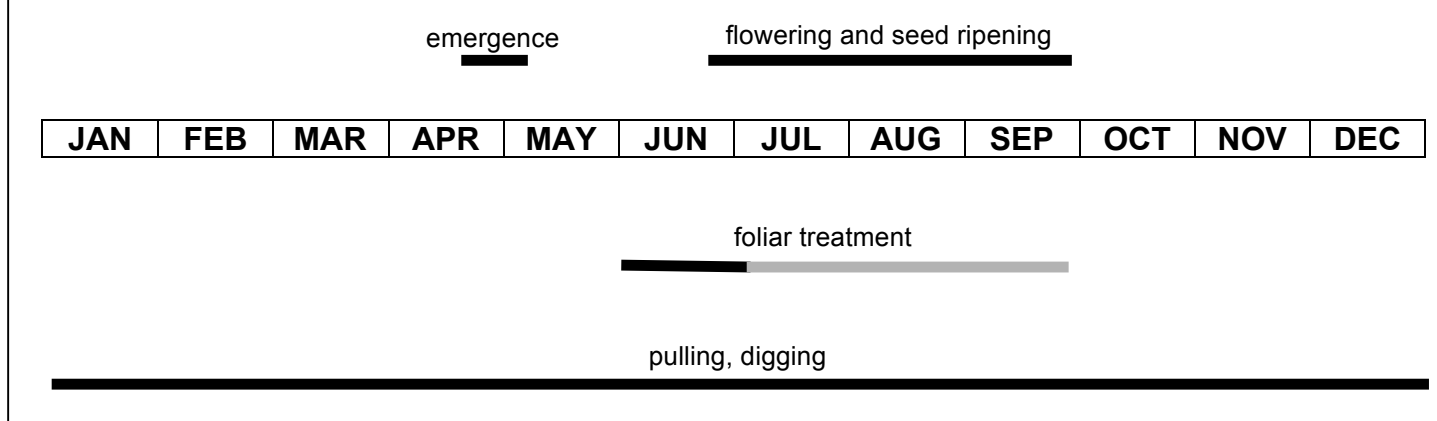 emergence
flowering and seed ripening
JAN FEB MAR APR MAY JUN JUL AUG SEP OCT NOV DEC
foliar treatment
pulling, digging